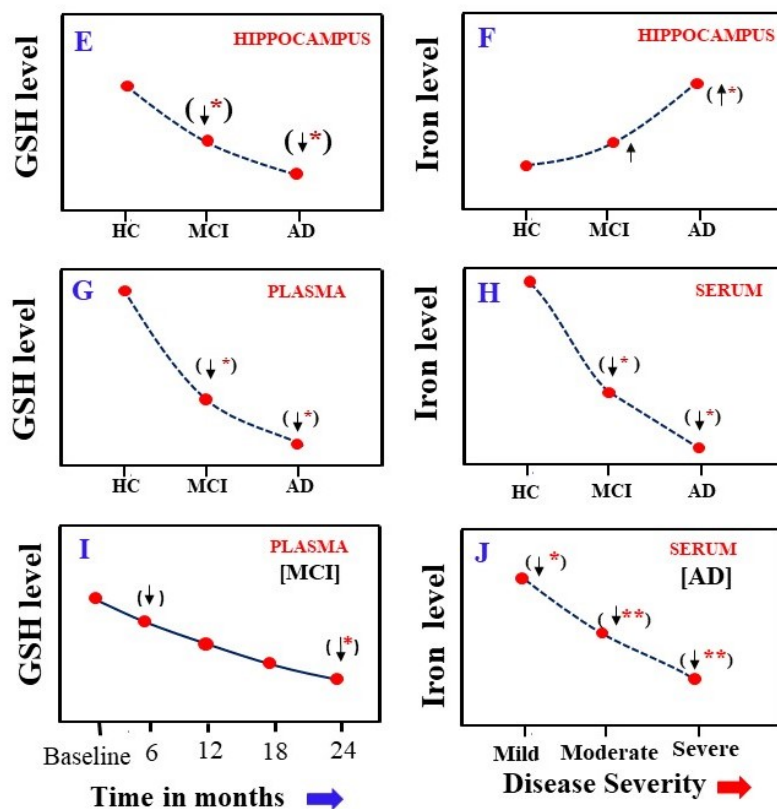 E
HIPPOCAMPUS
GSH level
(↓*)
(↓*)
HC MCI AD
F
HIPPOCAMPUS
Iron level
↑
(↑*)
HC MCI AD
G
PLASMA
GSH level
(↓*)
(↓*)
HC MCI AD
H
SERUM
Iron level
(↓*)
(↓*)
HC MCI AD
I
PLASMA
[MCI]
GSH level
(↓)
(↓*)
Baseline 6 12 18 24
Time in months
J
SERUM
[AD]
Iron level
(↓*)
(↓**)
(↓**)
Mild Moderate Severe
Disease Severity